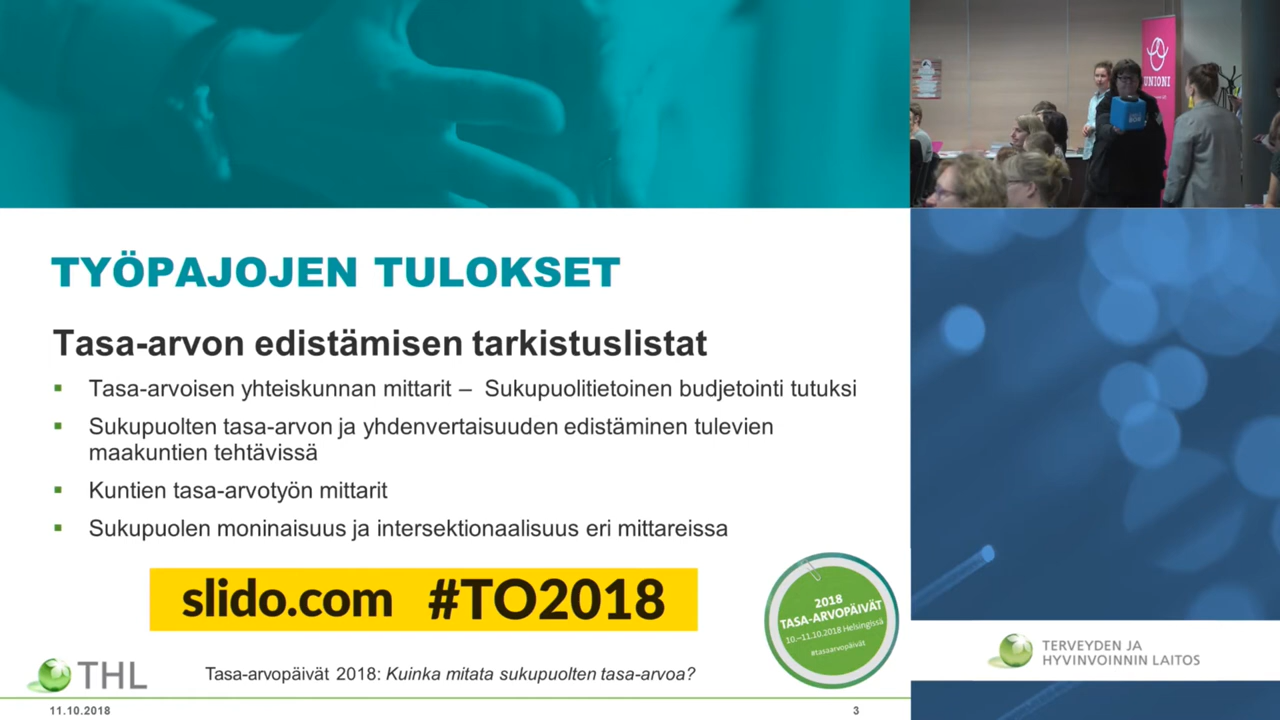 UNIONI
TYÖPAJOJEN TULOKSET
Tasa-arvon edistämisen tarkistuslistat
▪ Tasa-arvoisen yhteiskunnan mittarit – Sukupuolitietoinen budjetointi tutuksi
▪ Sukupuolten tasa-arvon ja yhdenvertaisuuden edistäminen tulevien
maakuntien tehtävissä
▪ Kuntien tasa-arvotyön mittarit
▪ Sukupuolen moninaisuus ja intersektionaalisuus eri mittareissa
slido.com #TO2018
2018
TASA-ARVOPÄIVÄT
10.–11.10.2018 Helsingissä
#tasaarvopäivät
THL
Tasa-arvopäivät 2018: Kuinka mitata sukupuolten tasa-arvoa?
11.10.2018
3
TERVEYDEN JA
HYVINVOINNIN LAITOS